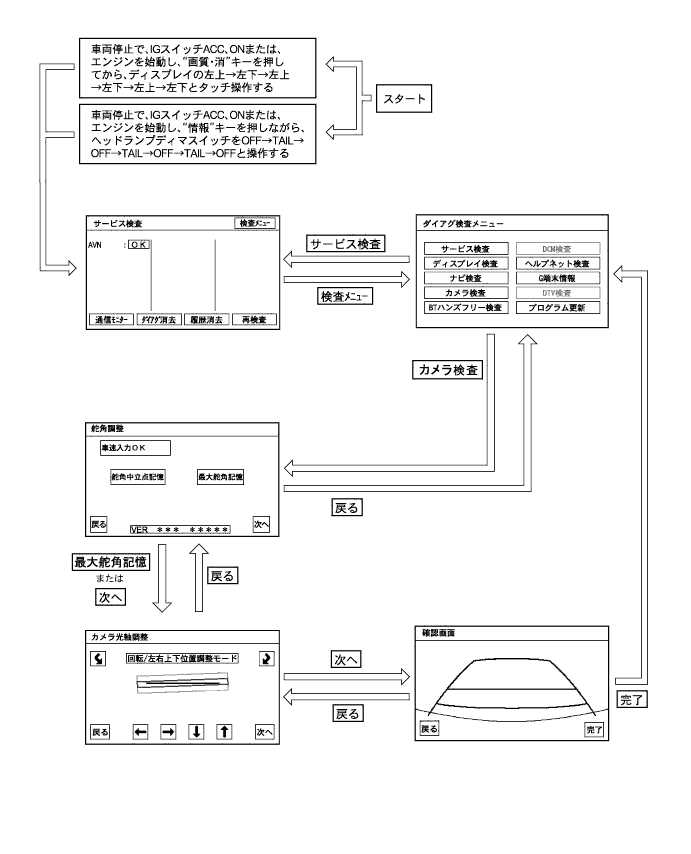 車両停止で、IGスイッチACC、ONまたは、
エンジンを始動し、“画質・消”キーを押し
てから、ディスプレイの左上→左下→左上
→左下→左上→左下とタッチ操作する
スタート
車両停止で、IGスイッチACC、ONまたは、
エンジンを始動し、“情報”キーを押しながら、
ヘッドランプディマスイッチをOFF→TAIL→
OFF→TAIL→OFF→TAIL→OFFと操作する
サービス検査
検査メニュー
AVN : OK
通信モニター
ダイアグ消去
履歴消去
再検査
サービス検査
検査メニュー
ダイアグ検査メニュー
サービス検査
DCM検査
ディスプレイ検査
ヘルプネット検査
ナビ検査
G端末情報
カメラ検査
DTV検査
BTハンズフリー検査
プログラム更新
カメラ検査
舵角調整
車速入力OK
舵角中立点記憶
最大舵角記憶
戻る
VER *** *****
次へ
戻る
最大舵角記憶
または
次へ
戻る
カメラ光軸調整
回転/左右上下位置調整モード
戻る
← → ↓ ↑
次へ
次へ
戻る
確認画面
戻る
完了
完了